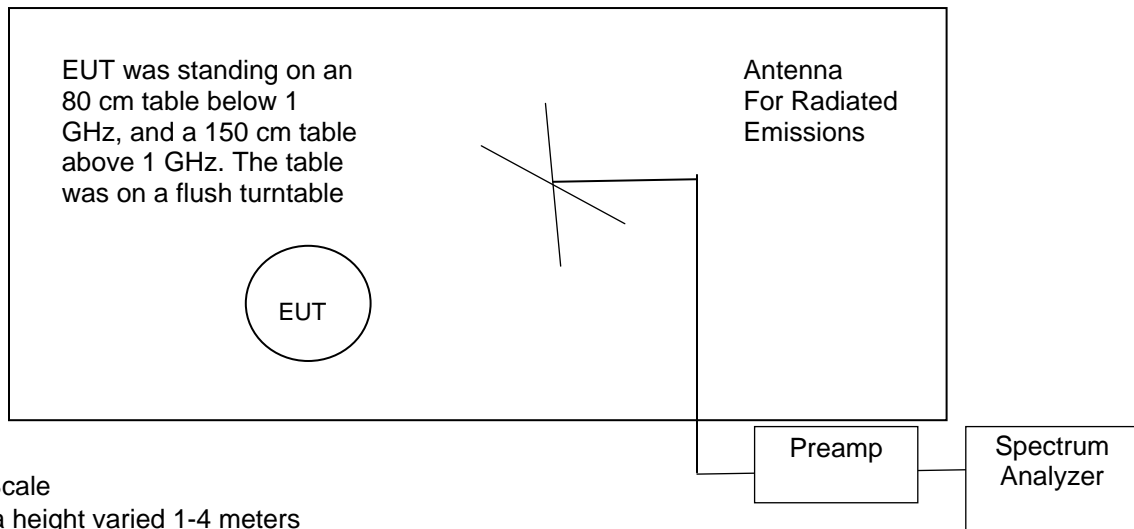 EUT was standing on an
80 cm table below 1
GHz, and a 150 cm table
above 1 GHz. The table
was on a flush turntable
Antenna
For Radiated
Emissions
EUT
Preamp
Spectrum
Analyzer
height varied 1-4 meters